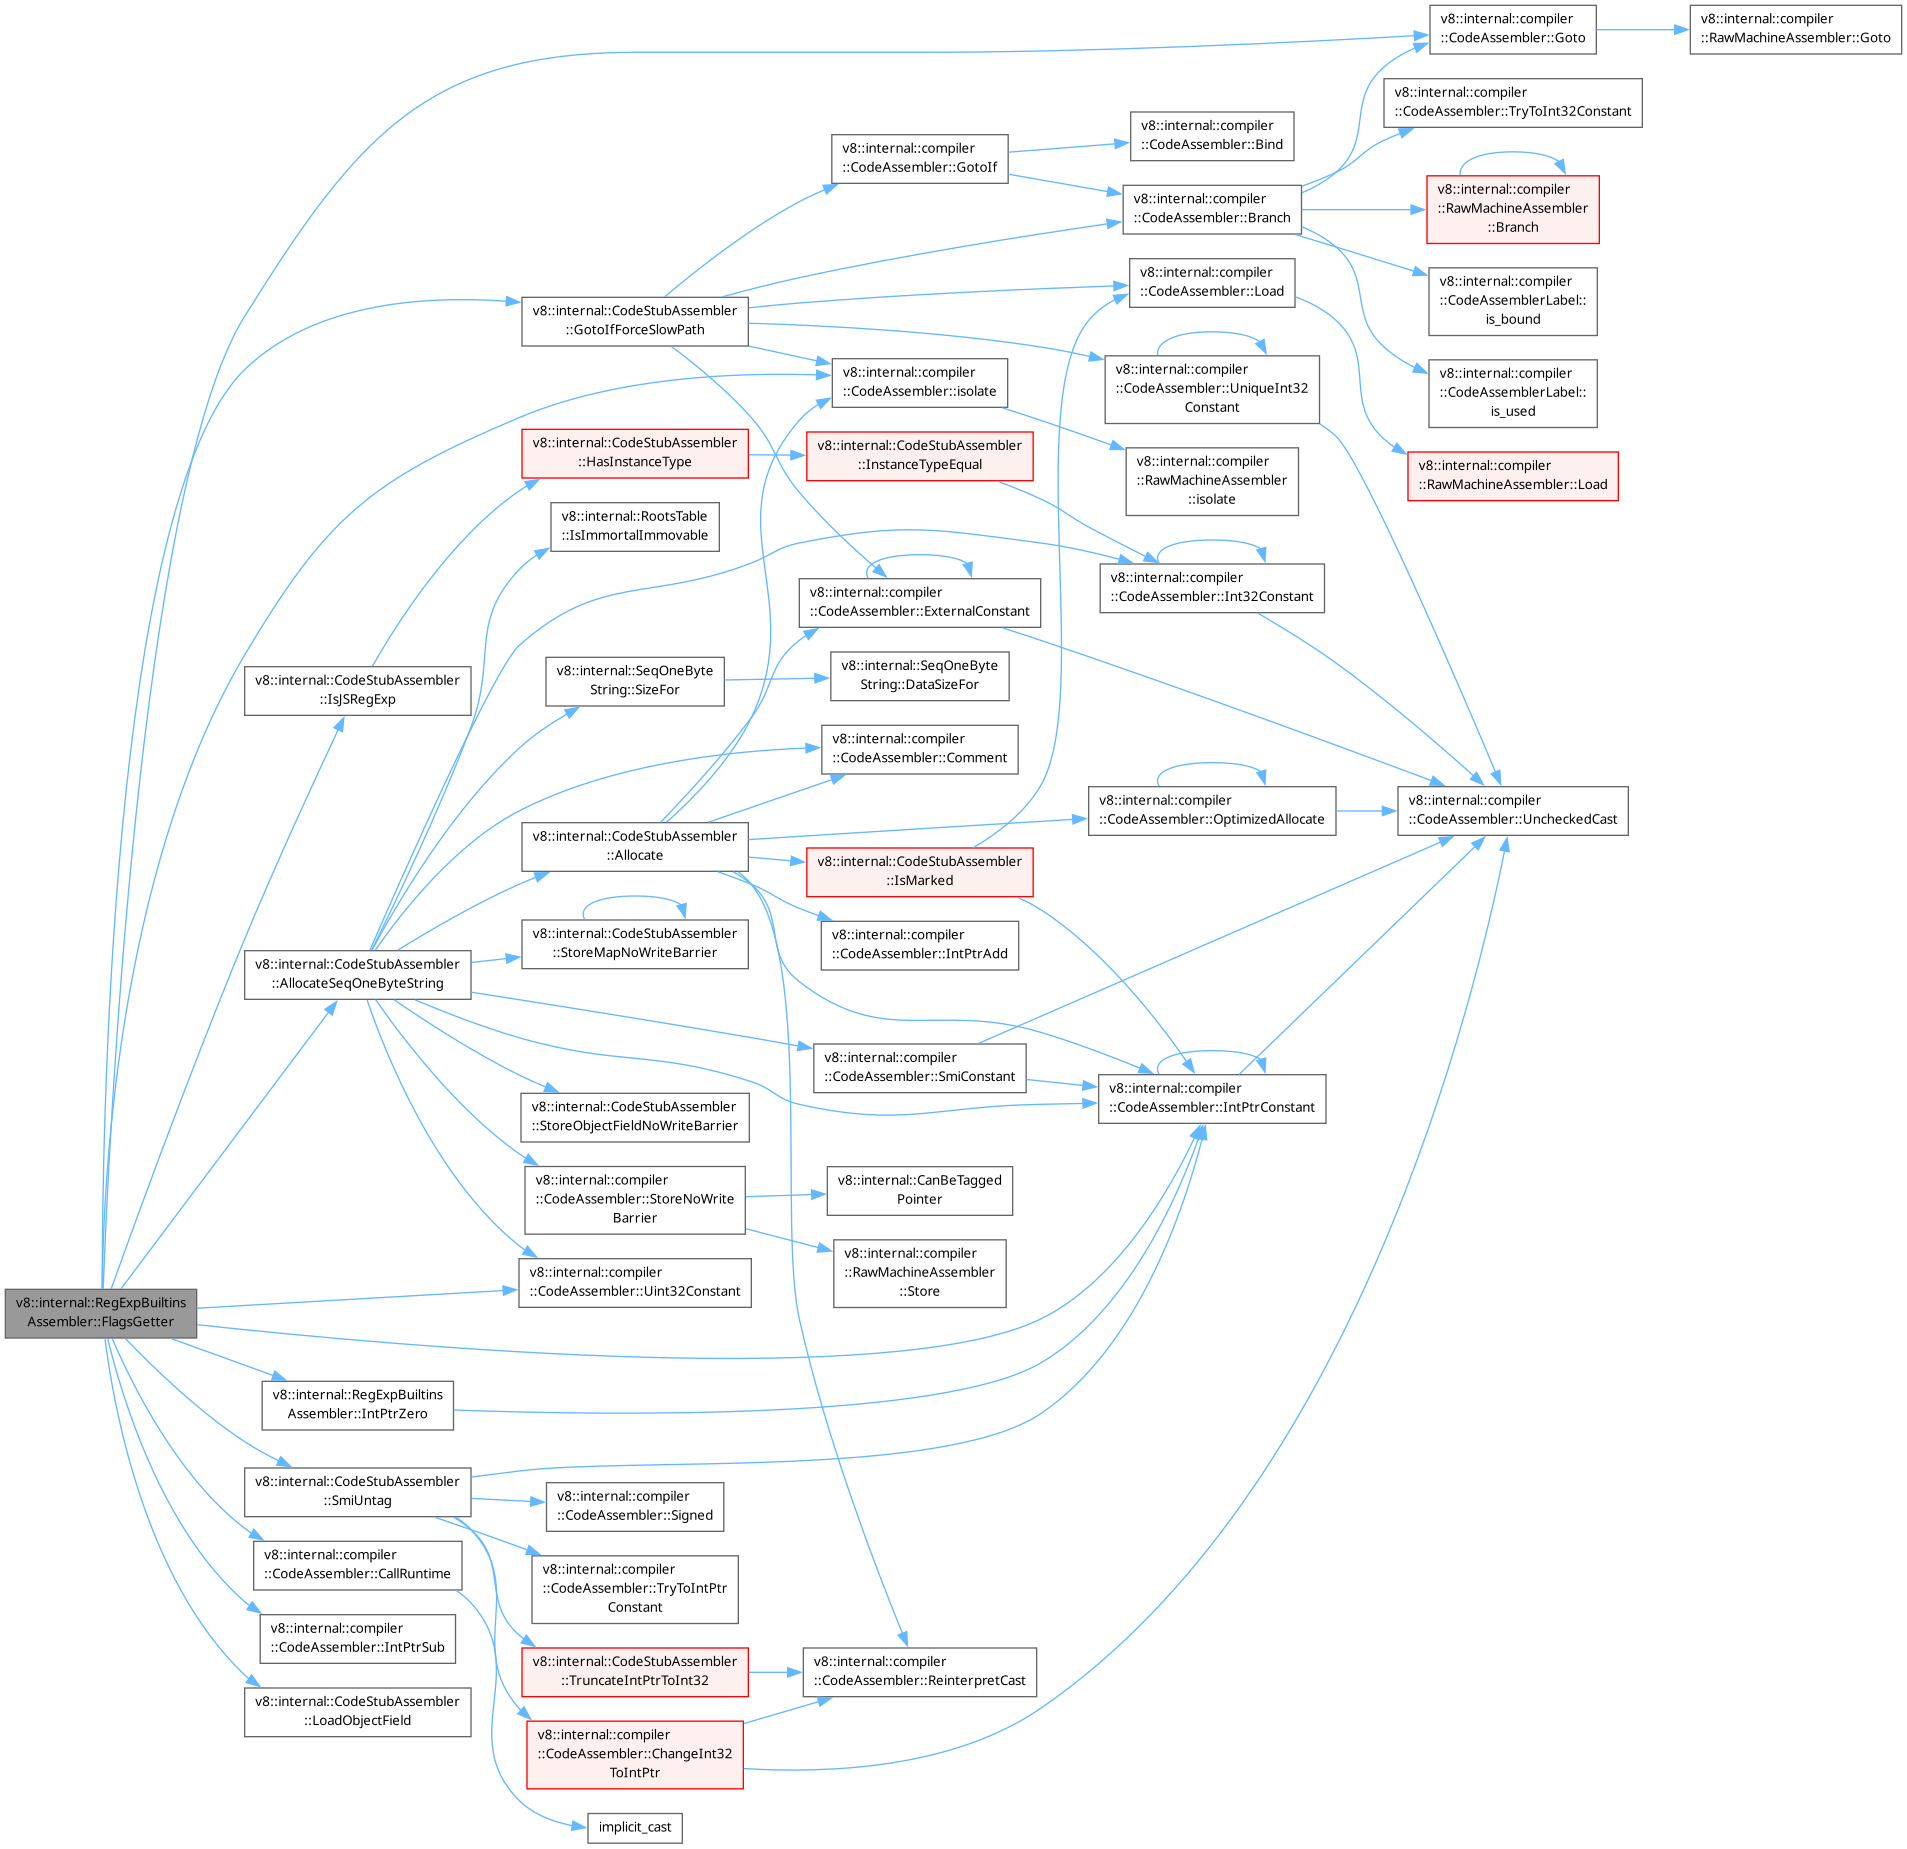 v8::internal::compiler
::CodeAssembler::Goto
v8::internal::compiler
::RawMachineAssembler::Goto
v8::internal::compiler
::CodeAssembler::TryToInt32Constant
v8::internal::compiler
::CodeAssembler::GotoIf
v8::internal::compiler
::CodeAssembler::Bind
v8::internal::compiler
::CodeAssembler::Branch
v8::internal::compiler
::RawMachineAssembler
::Branch
v8::internal::compiler
::CodeAssembler::Load
v8::internal::compiler
::CodeAssemblerLabel::
is_bound
v8::internal::CodeStubAssembler
::GotoIfForceSlowPath
v8::internal::compiler
::CodeAssembler::isolate
v8::internal::compiler
::CodeAssembler::UniqueInt32
Constant
v8::internal::compiler
::CodeAssemblerLabel::
is_used
v8::internal::CodeStubAssembler
::HasInstanceType
v8::internal::CodeStubAssembler
::InstanceTypeEqual
v8::internal::compiler
::RawMachineAssembler
::isolate
v8::internal::compiler
::RawMachineAssembler::Load
v8::internal::RootsTable
::IsImmortalImmovable
v8::internal::compiler
::CodeAssembler::ExternalConstant
v8::internal::compiler
::CodeAssembler::Int32Constant
v8::internal::CodeStubAssembler
::IsJSRegExp
v8::internal::SeqOneByte
String::SizeFor
v8::internal::SeqOneByte
String::DataSizeFor
v8::internal::compiler
::CodeAssembler::Comment
v8::internal::compiler
::CodeAssembler::OptimizedAllocate
v8::internal::compiler
::CodeAssembler::UncheckedCast
v8::internal::CodeStubAssembler
::Allocate
v8::internal::CodeStubAssembler
::IsMarked
v8::internal::CodeStubAssembler
::StoreMapNoWriteBarrier
v8::internal::compiler
::CodeAssembler::IntPtrAdd
v8::internal::CodeStubAssembler
::AllocateSeqOneByteString
v8::internal::compiler
::CodeAssembler::SmiConstant
v8::internal::compiler
::CodeAssembler::IntPtrConstant
v8::internal::CodeStubAssembler
::StoreObjectFieldNoWriteBarrier
v8::internal::compiler
::CodeAssembler::StoreNoWrite
Barrier
v8::internal::CanBeTagged
Pointer
v8::internal::compiler
::RawMachineAssembler
::Store
v8::internal::compiler
::CodeAssembler::Uint32Constant
v8::internal::RegExpBuiltins
Assembler::FlagsGetter
v8::internal::RegExpBuiltins
Assembler::IntPtrZero
v8::internal::CodeStubAssembler
::SmiUntag
v8::internal::compiler
::CodeAssembler::Signed
v8::internal::compiler
::CodeAssembler::CallRuntime
v8::internal::compiler
::CodeAssembler::TryToIntPtr
Constant
v8::internal::compiler
::CodeAssembler::IntPtrSub
v8::internal::CodeStubAssembler
::TruncateIntPtrToInt32
v8::internal::compiler
::CodeAssembler::ReinterpretCast
v8::internal::CodeStubAssembler
::LoadObjectField
v8::internal::compiler
::CodeAssembler::ChangeInt32
ToIntPtr
implicit_cast